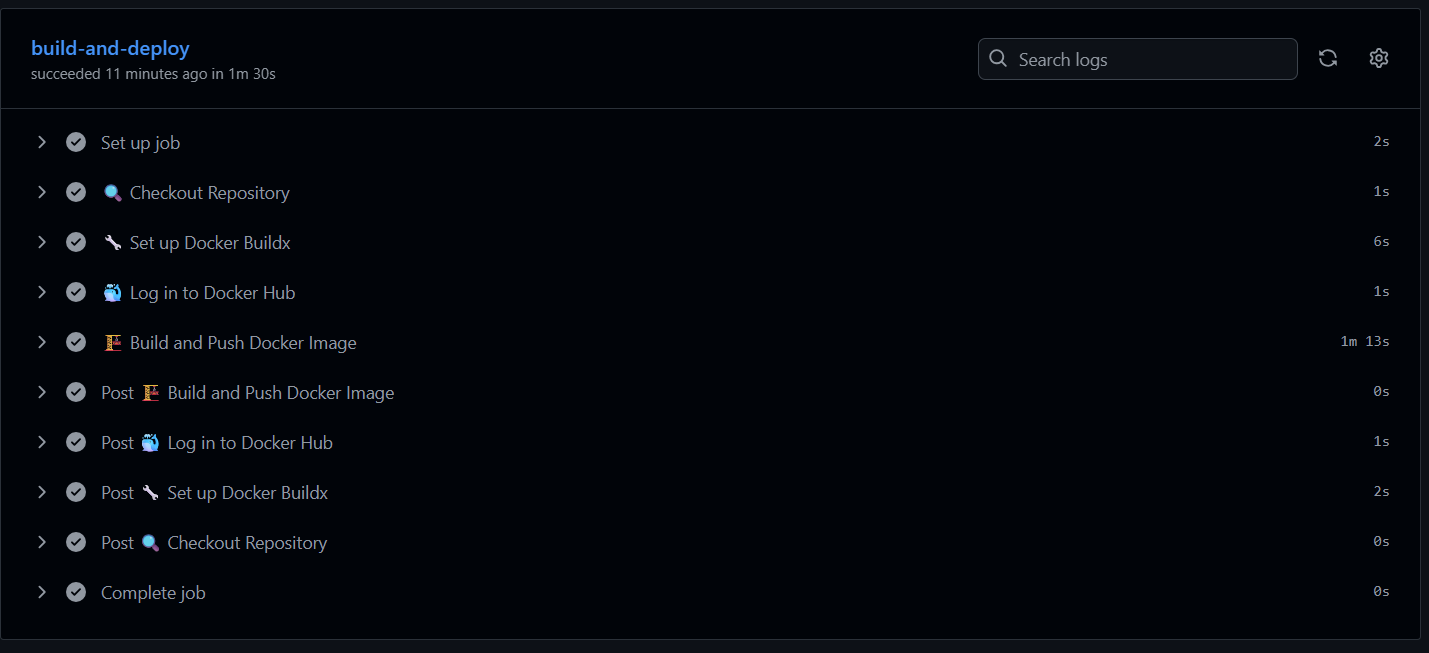 build-and-deploy
succeeded 11 minutes ago in 1m 30s
Search logs
Set up job 2s
🔍 Checkout Repository 1s
🔧 Set up Docker Buildx 6s
🐳 Log in to Docker Hub 1s
🏗️ Build and Push Docker Image 1m 13s
Post 🏗️ Build and Push Docker Image 0s
Post 🐳 Log in to Docker Hub 1s
Post 🔧 Set up Docker Buildx 2s
Post 🔍 Checkout Repository 0s
Complete job 0s